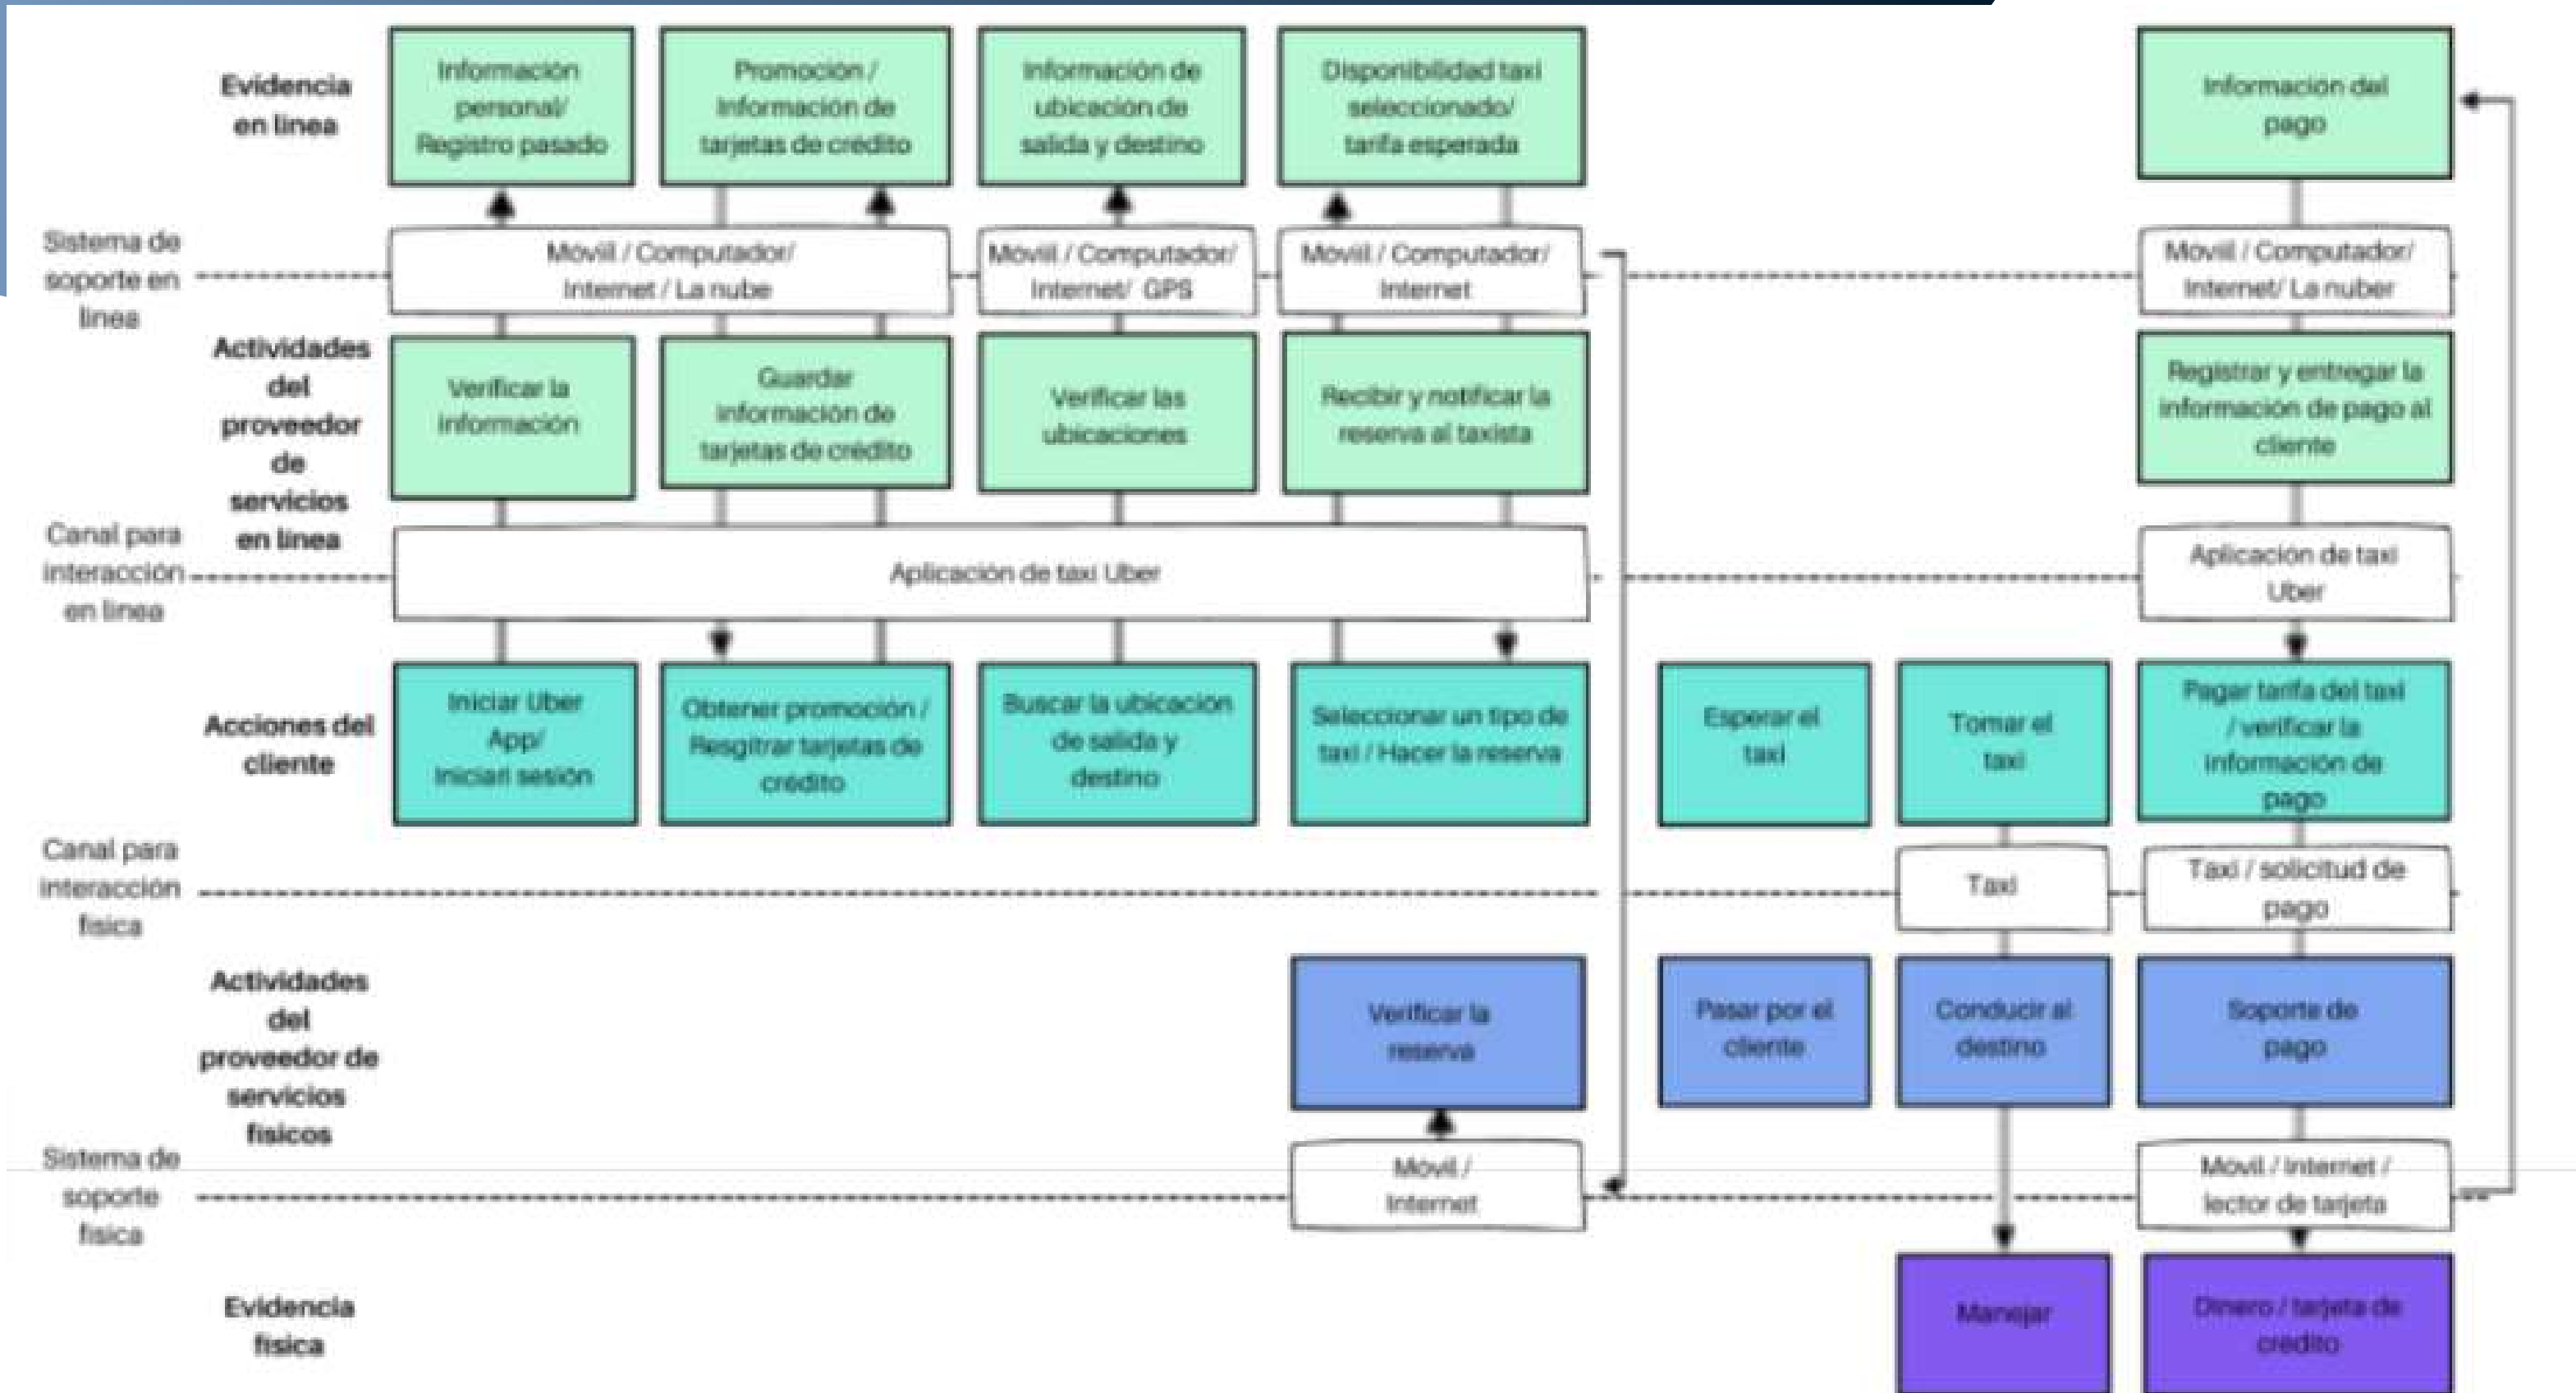 Evidencia
en línea
Información
personal/
Registro pasado
Promoción /
Información de
tarjetas de crédito
Información de
ubicación de
salida y destino
Disponibilidad taxi
seleccionado/
tarifa esperada
Información del
pago
Sistema de
soporte en
línea
Móviil / Computador/
Internet / La nube
Móviil / Computador/
Internet/ GPS
Móviil / Computador/
Internet
Móviil / Computador/
Internet/ La nuber
Actividades
del
proveedor
de
servicios
en línea
Verificar la
información
Guardar
información de
tarjetas de crédito
Verificar las
ubicaciones
Recibir y notificar la
reserva al taxista
Registrar y entregar la
información de pago al
cliente
Canal para
interacción
en línea
Aplicación de taxi Uber
Aplicación de taxi
Uber
Acciones del
cliente
Iniciar Uber
App/
Iniciarl sesión
Obtener promoción /
Resgitrar tarjetas de
crédito
Buscar la ubicación
de salida y
destino
Seleccionar un tipo de
taxi / Hacer la reserva
Esperar el
taxi
Tomar el
taxi
Pagar tarifa del taxi
/ verificar la
información de
pago
Canal para
interacción
física
Taxi
Taxi / solicitud de
pago
Actividades
del
proveedor de
servicios
físicos
Verificar la
reserva
Pasar por el
cliente
Conducir al
destino
Soporte de
pago
Sistema de
soporte
física
Móvil /
Internet
Móvil / Internet /
lector de tarjeta
Evidencia
física
Manejar
Dinero / tarjeta de
crédito